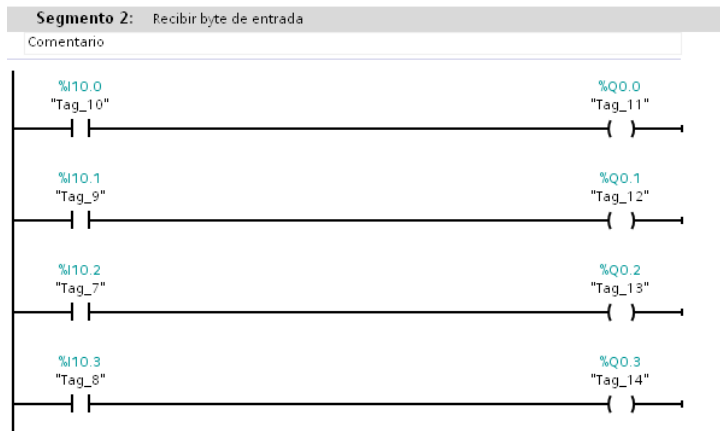 Segmento 2: Recibir byte de entrada
Comentario
%I10.0 %Q0.0
"Tag_10" "Tag_11"
%I10.1 %Q0.1
"Tag_9" "Tag_12"
%I10.2 %Q0.2
"Tag_7" "Tag_13"
%I10.3 %Q0.3
"Tag_8" "Tag_14"